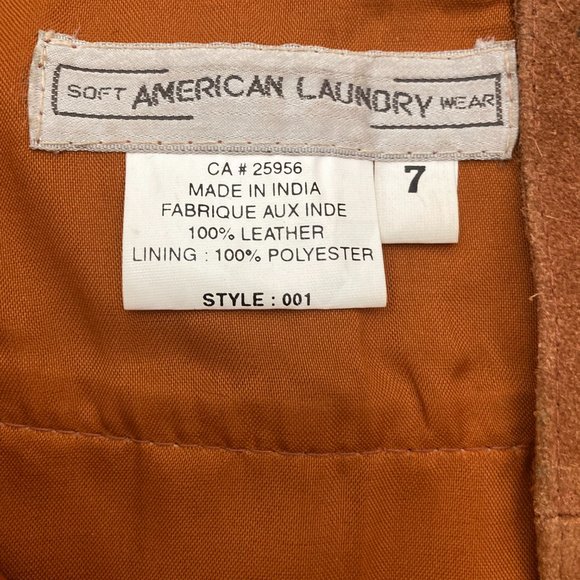 SOFT AMERICAN LAUNDRY WEAR
CA # 25956
MADE IN INDIA
FABRIQUE AUX INDE
100% LEATHER
LINING : 100% POLYESTER
STYLE : 001
7